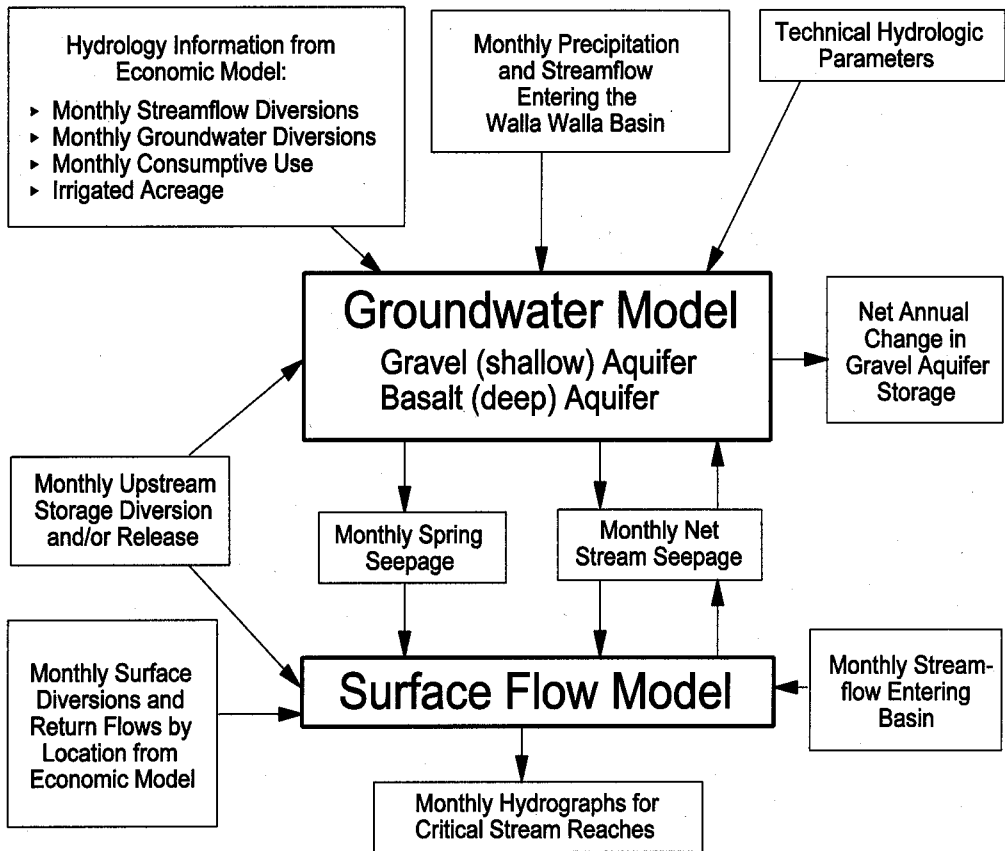 Hydrology Information from
Economic Model:
▸ Monthly Streamflow Diversions
▸ Monthly Groundwater Diversions
▸ Monthly Consumptive Use
▸ Irrigated Acreage
Monthly Precipitation
and Streamflow
Entering the
Walla Walla Basin
Technical Hydrologic
Parameters
Groundwater Model
Gravel (shallow) Aquifer
Basalt (deep) Aquifer
Net Annual
Change in
Gravel Aquifer
Storage
Monthly Upstream
Storage Diversion
and/or Release
Monthly Spring
Seepage
Monthly Net
Stream Seepage
Monthly Surface
Diversions and
Return Flows by
Location from
Economic Model
Surface Flow Model
Monthly Stream-
flow Entering
Basin
Monthly Hydrographs for
Critical Stream Reaches